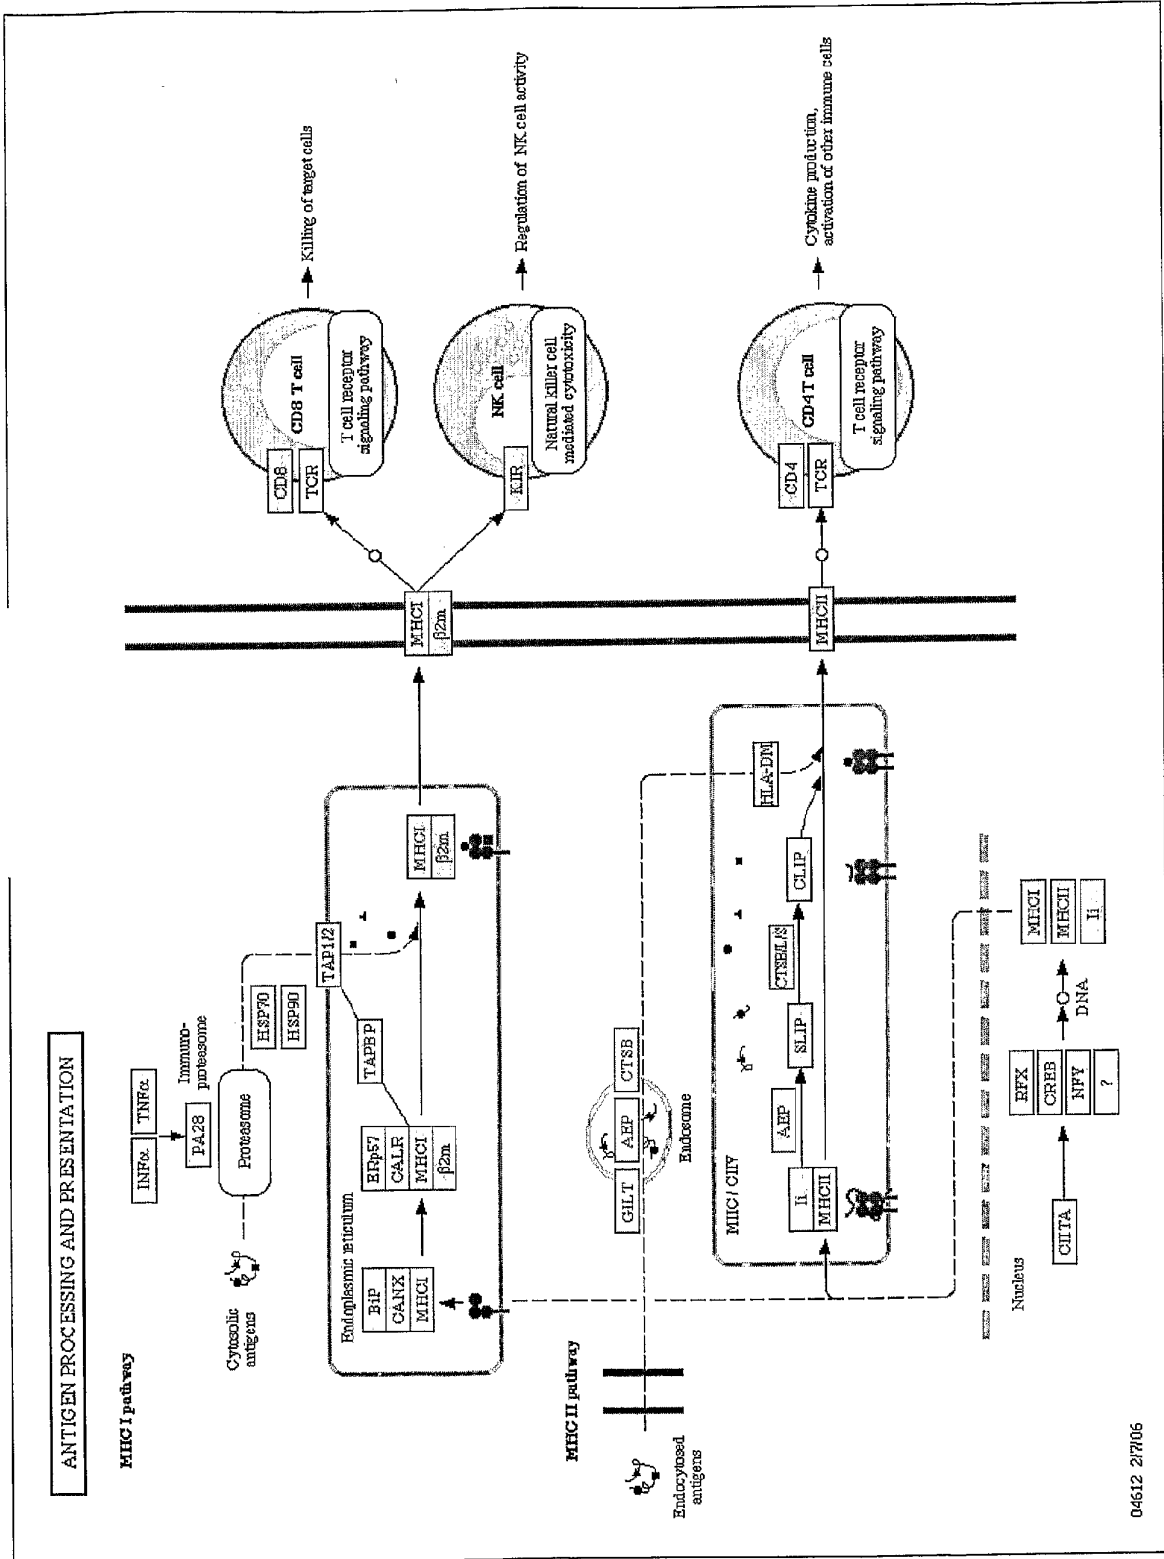 ANTIGEN PROCESSING AND PRESENTATION
MHC I pathway
INFα
TNFα
PA28
Immuno-
proteasome
Cytosolic
antigens
Proteasome
HSP70
HSP90
TAP1/2
Endoplasmic reticulum
BiP
CANX
MHCI
ERp57
CALR
MHCI
β2m
TAPBP
MHCI
β2m
MHCI
β2m
CD8
TCR
CD8 T cell
T cell receptor
signaling pathway
Killing of target cells
KIR
NK cell
Natural killer cell
mediated cytotoxicity
Regulation of NK cell activity
MHC II pathway
Endocytosed
antigens
GILT
AEP
CTSB
Endosome
MIIC / CIIV
Ii
MHCII
AEP
SLIP
CTSB/L/S
CLIP
HLA-DM
MHCII
CD4
TCR
CD4 T cell
T cell receptor
signaling pathway
Cytokine production,
activation of other immune cells
Nucleus
CIITA
RFX
CREB
NFY
?
DNA
MHCI
MHCII
Ii
04612 2/7/06